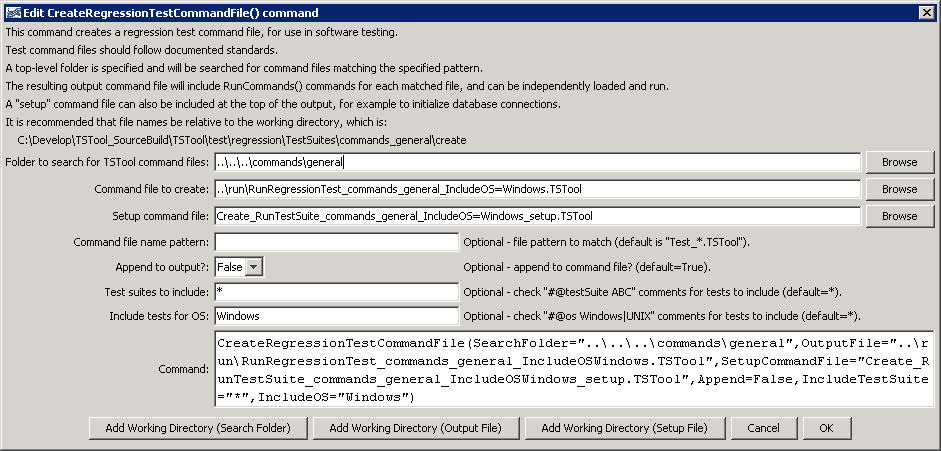 Edit CreateRegressionTestCommandFile() command
This command creates a regression test command file, for use in software testing.
Test command files should follow documented standards.
A top-level folder is specified and will be searched for command files matching the specified pattern.
The resulting output command file will include RunCommands() commands for each matched file, and can be independently loaded and run.
A "setup" command file can also be included at the top of the output, for example to initialize database connections.
It is recommended that file names be relative to the working directory, which is:
C:\Develop\TSTool_SourceBuild\TSTool\test\regression\TestSuites\commands_general\create
Folder to search for TSTool command files: ..\..\..\commands\general Browse
Command file to create: ..\run\RunRegressionTest_commands_general_IncludeOS=Windows.TSTool Browse
Setup command file: Create_RunTestSuite_commands_general_IncludeOS=Windows_setup.TSTool Browse
Command file name pattern: Optional - file pattern to match (default is "Test_*.TSTool").
Append to output?: False Optional - append to command file? (default=True).
Test suites to include: * Optional - check "#@testSuite ABC" comments for tests to include (default=*).
Include tests for OS: Windows Optional - check "#@os Windows|UNIX" comments for tests to include (default=*).
Command:
CreateRegressionTestCommandFile(SearchFolder="..\..\..\commands\general",OutputFile="..\r
un\RunRegressionTest_commands_general_IncludeOSWindows.TSTool",SetupCommandFile="Create_R
unTestSuite_commands_general_IncludeOSWindows_setup.TSTool",Append=False,IncludeTestSuite
="*",IncludeOS="Windows")
Add Working Directory (Search Folder) Add Working Directory (Output File) Add Working Directory (Setup File) Cancel OK